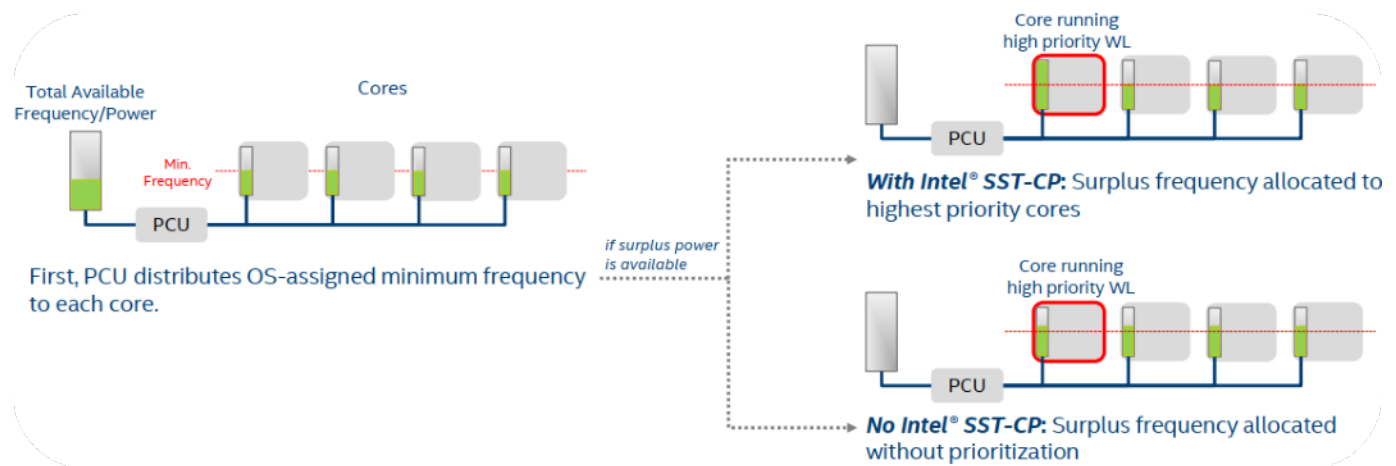 Total Available
Frequency/Power
Cores
Min.
Frequency
PCU
First, PCU distributes OS-assigned minimum frequency
to each core.
if surplus power
is available
Core running
high priority WL
PCU
With Intel® SST-CP: Surplus frequency allocated to
highest priority cores
Core running
high priority WL
PCU
No Intel® SST-CP: Surplus frequency allocated
without prioritization